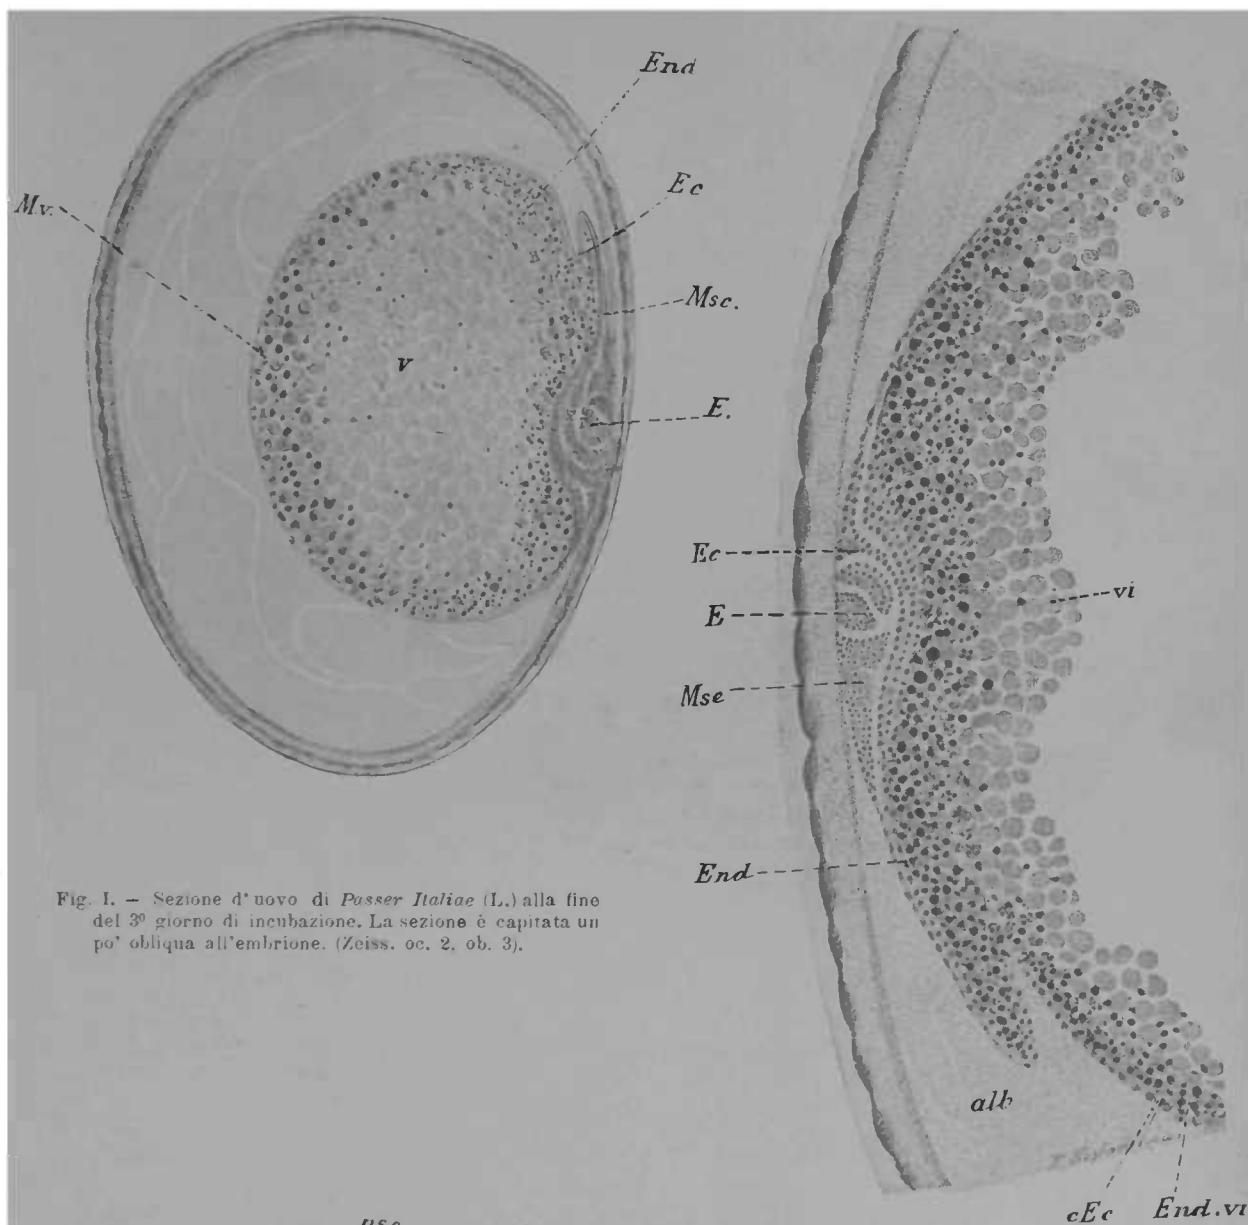 End
Ec
Mv.
Msc.
v
E.
Ec
vi
E
Mse
End
Fig. I. — Sezione d'uovo di Passer Italiae (L.) alla fine
del 3º giorno di incubazione. La sezione è capitata un
po' obliqua all'embrione. (Zeiss. oc. 2, ob. 3).
alb
cEc
End.vi